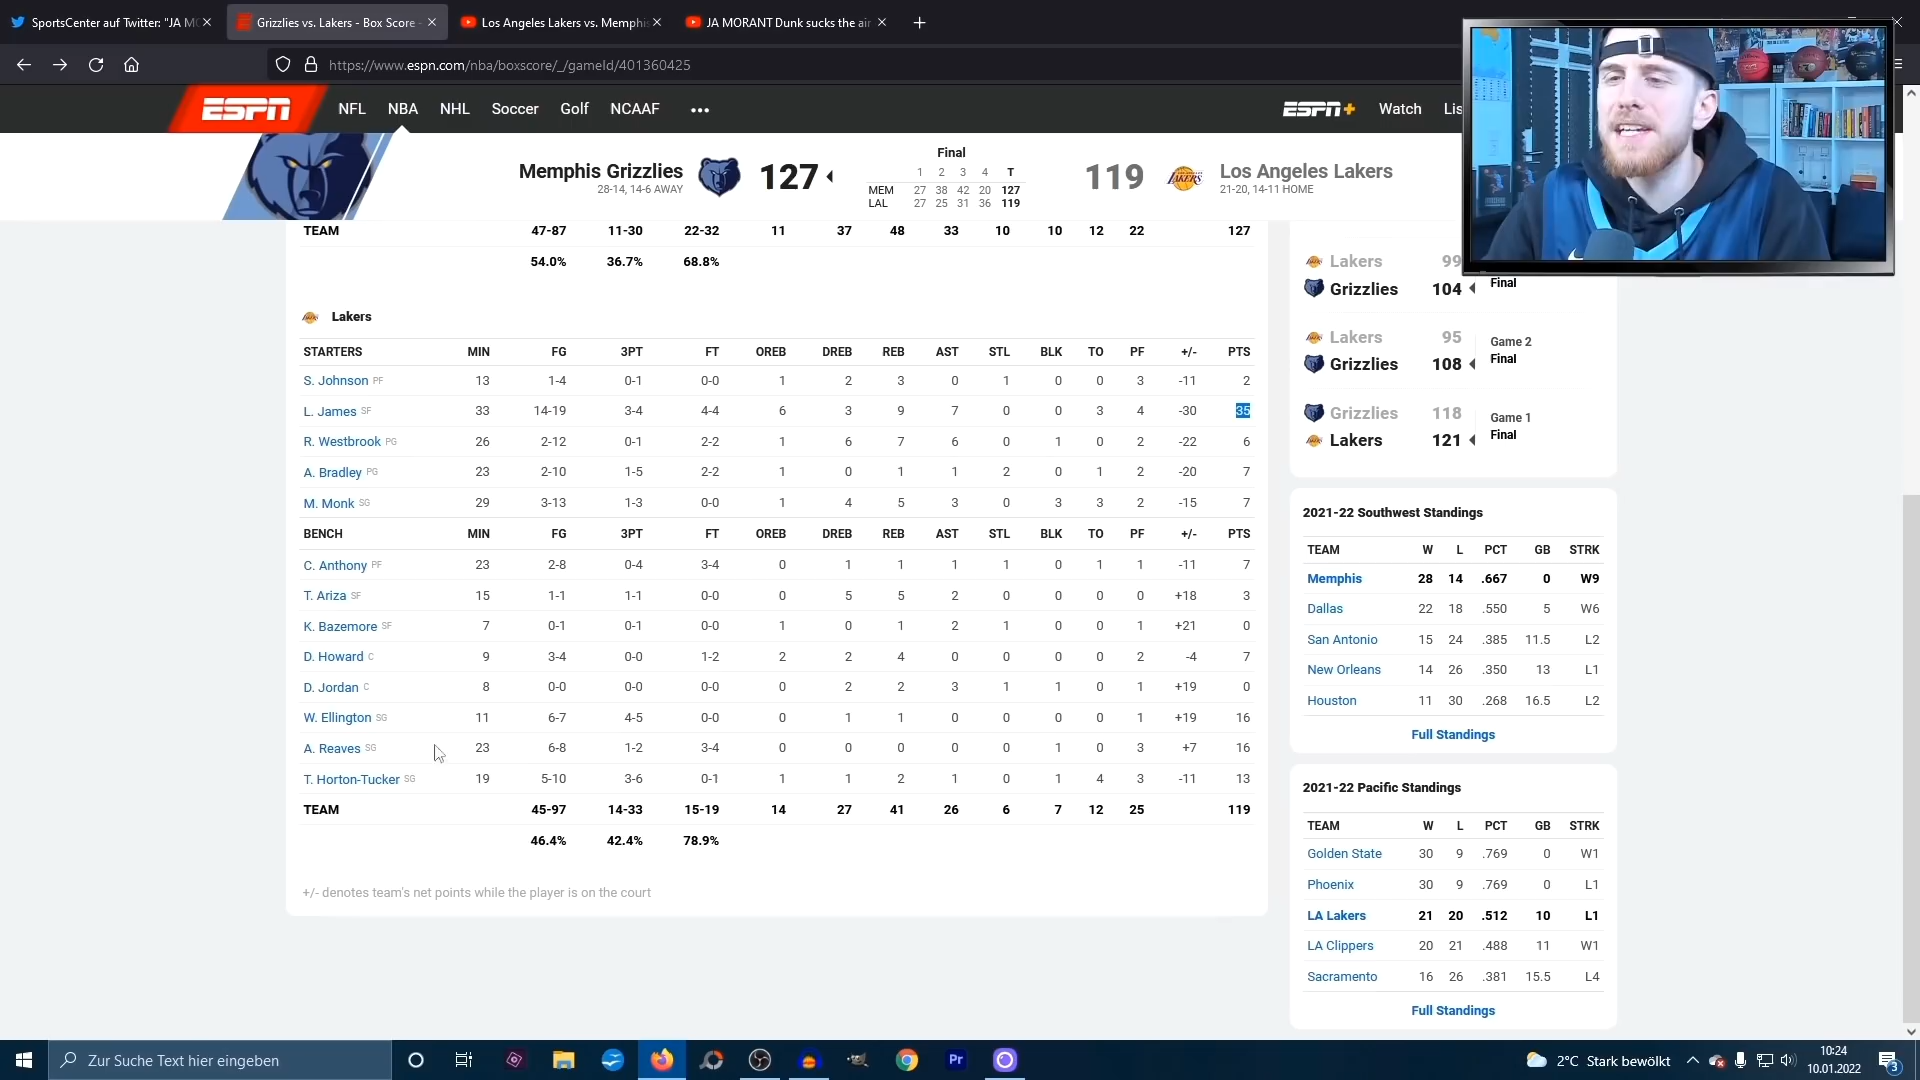 SportsCenter auf Twitter: "JA MO
Grizzlies vs. Lakers - Box Score -
Los Angeles Lakers vs. Memphis
JA MORANT Dunk sucks the air
https://www.espn.com/nba/boxscore/_/gameId/401360425
ESPN NFL NBA NHL Soccer Golf NCAAF ••• ESPN+ Watch Lis
Memphis Grizzlies 127 Final 119 Los Angeles Lakers
28-14, 14-6 AWAY 21-20, 14-11 HOME
1 2 3 4 T
MEM 27 38 42 20 127
LAL 27 25 31 36 119
TEAM 47-87 11-30 22-32 11 37 48 33 10 10 12 22 127
54.0% 36.7% 68.8%
Lakers
STARTERS MIN FG 3PT FT OREB DREB REB AST STL BLK TO PF +/- PTS
S. Johnson PF 13 1-4 0-1 0-0 1 2 3 0 1 0 0 3 -11 2
L. James SF 33 14-19 3-4 4-4 6 3 9 7 0 0 3 4 -30 35
R. Westbrook PG 26 2-12 0-1 2-2 1 6 7 6 0 1 0 2 -22 6
A. Bradley PG 23 2-10 1-5 2-2 1 0 1 1 2 0 1 2 -20 7
M. Monk SG 29 3-13 1-3 0-0 1 4 5 3 0 3 3 2 -15 7
BENCH MIN FG 3PT FT OREB DREB REB AST STL BLK TO PF +/- PTS
C. Anthony PF 23 2-8 0-4 3-4 0 1 1 1 1 0 1 1 -11 7
T. Ariza SF 15 1-1 1-1 0-0 0 5 5 2 0 0 0 0 +18 3
K. Bazemore SF 7 0-1 0-1 0-0 1 0 1 2 1 0 0 1 +21 0
D. Howard C 9 3-4 0-0 1-2 2 2 4 0 0 0 0 2 -4 7
D. Jordan C 8 0-0 0-0 0-0 0 2 2 3 1 1 0 1 +19 0
W. Ellington SG 11 6-7 4-5 0-0 0 1 1 0 0 0 0 1 +19 16
A. Reaves SG 23 6-8 1-2 3-4 0 0 0 0 0 1 0 3 +7 16
T. Horton-Tucker SG 19 5-10 3-6 0-1 1 1 2 1 0 1 4 3 -11 13
TEAM 45-97 14-33 15-19 14 27 41 26 6 7 12 25 119
46.4% 42.4% 78.9%
+/- denotes team's net points while the player is on the court
Lakers 99
Grizzlies 104 Final
Lakers 95 Game 2
Grizzlies 108 Final
Grizzlies 118 Game 1
Lakers 121 Final
2021-22 Southwest Standings
TEAM W L PCT GB STRK
Memphis 28 14 .667 0 W9
Dallas 22 18 .550 5 W6
San Antonio 15 24 .385 11.5 L2
New Orleans 14 26 .350 13 L1
Houston 11 30 .268 16.5 L2
Full Standings
2021-22 Pacific Standings
TEAM W L PCT GB STRK
Golden State 30 9 .769 0 W1
Phoenix 30 9 .769 0 L1
LA Lakers 21 20 .512 10 L1
LA Clippers 20 21 .488 11 W1
Sacramento 16 26 .381 15.5 L4
Full Standings
Zur Suche Text hier eingeben
Pr
2°C Stark bewölkt
10:24
10.01.2022
3